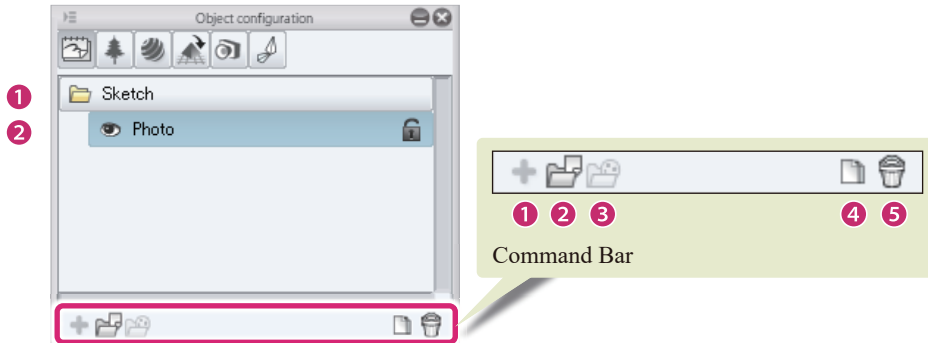 Object configuration
1 Sketch
2 Photo
1 2 3 4 5
Command Bar